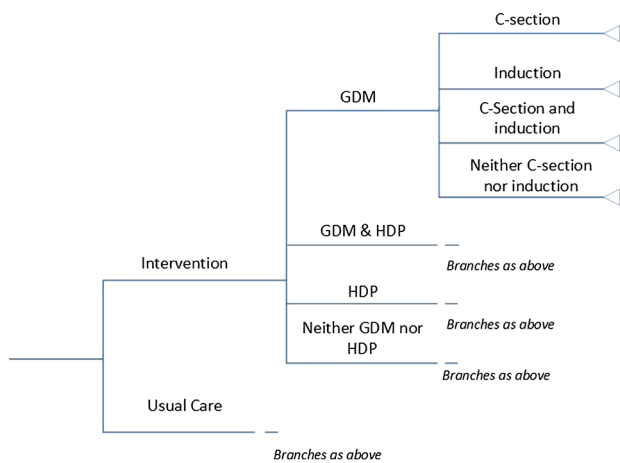 C-section
Induction
GDM
C-Section and
induction
Neither C-section
nor induction
GDM & HDP
Intervention
Branches as above
HDP
Branches as above
Neither GDM nor
HDP
Branches as above
Usual Care
Branches as above